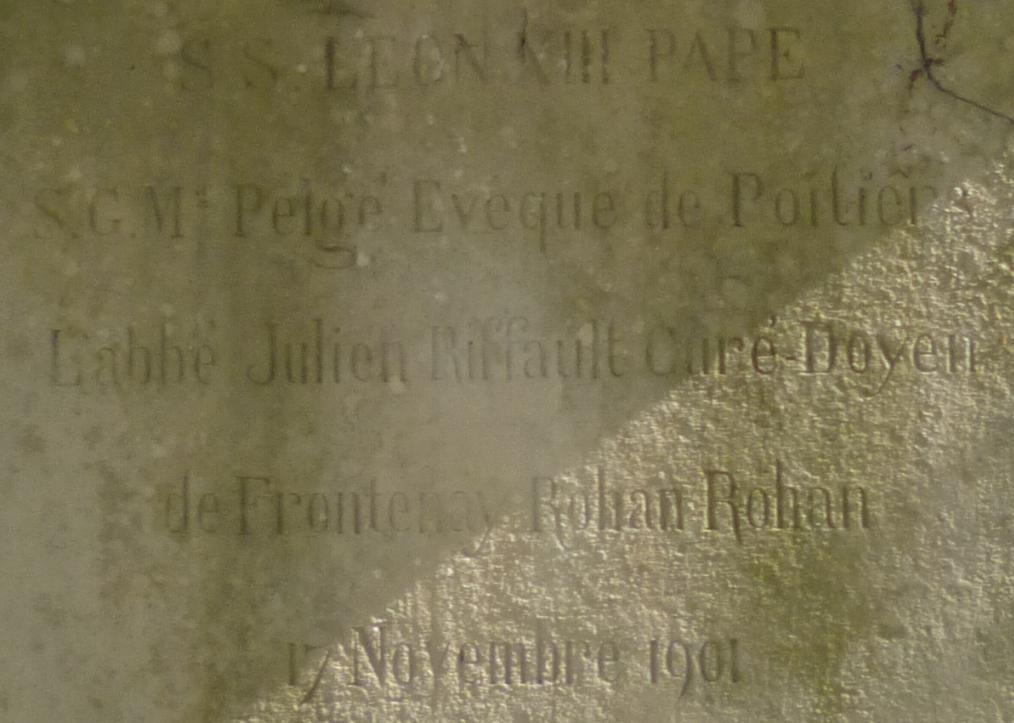 S.S. LEON XIII PAPE
S.G.Mgr Pelgé Evêque de Poitiers
L'abbé Julien Riffault Curé-Doyen
de Frontenay Rohan-Rohan
17 Novembre 1901